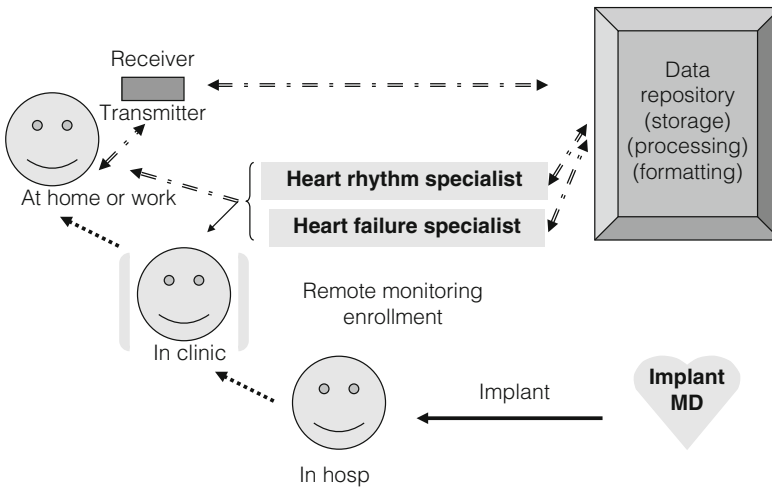 Receiver
Transmitter
Data
repository
(storage)
(processing)
(formatting)
Heart rhythm specialist
At home or work
Heart failure specialist
Remote monitoring
enrollment
In clinic
Implant
Implant
MD
In hosp